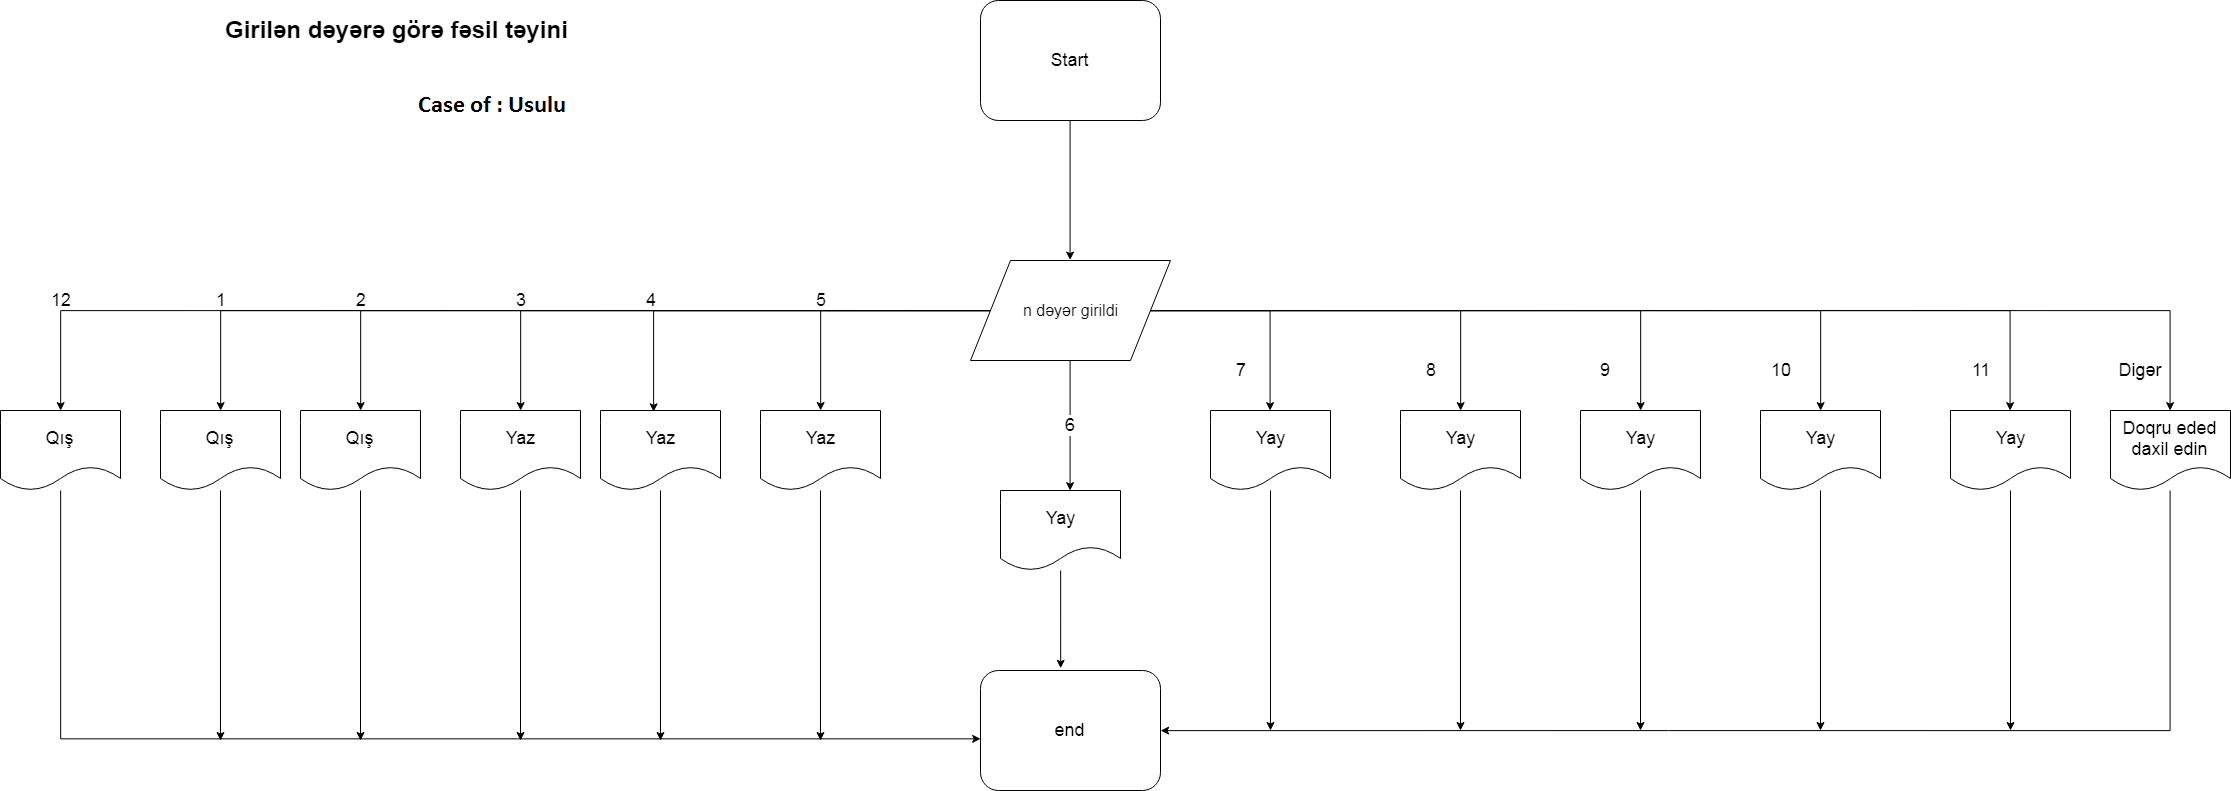 Girilən dəyərə görə fəsil təyini
Case of : Usulu
Start
n dəyər girildi
12
1
2
3
4
5
6
7
8
9
10
11
Digər
Qış
Qış
Qış
Yaz
Yaz
Yaz
Yay
Yay
Yay
Yay
Yay
Yay
Doqru eded
daxil edin
end